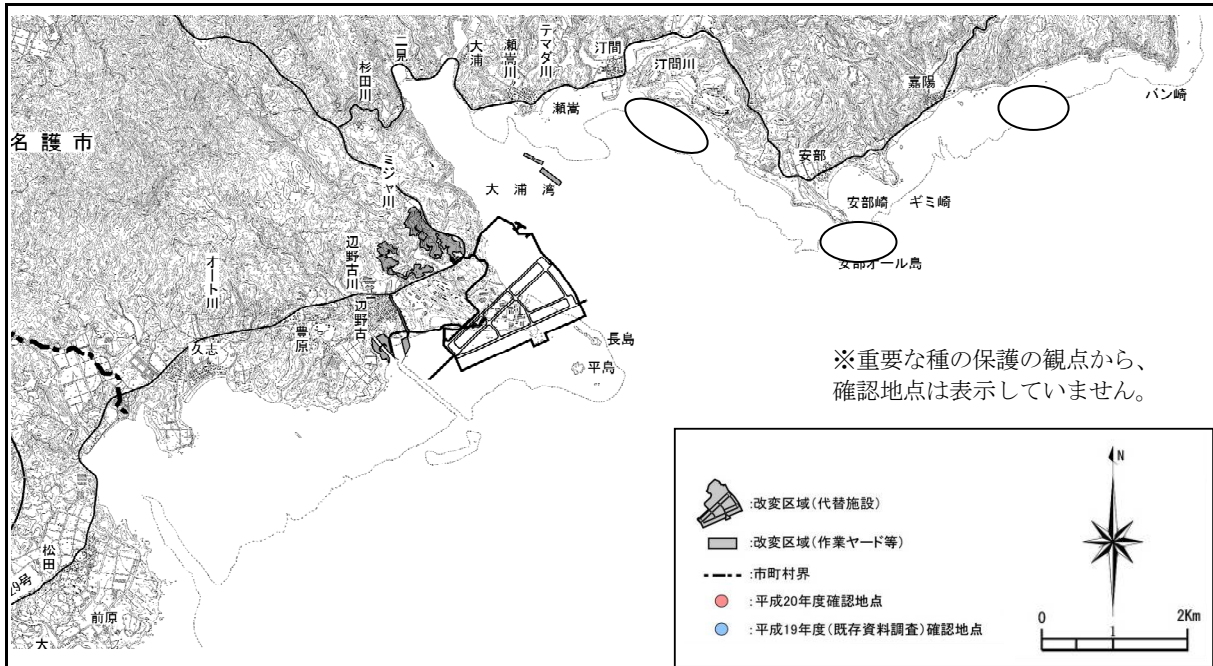 名護市
杉田川
二見
大浦
瀬嵩川
テマダ川
汀間
汀間川
瀬嵩
嘉陽
バン崎
安部
ミジャ川
大浦湾
安部崎
ギミ崎
安部オール島
オート川
辺野古川
辺野古
豊原
久志
長島
平島
松田
前原
大
※重要な種の保護の観点から、
確認地点は表示していません。
:改変区域(代替施設)
:改変区域(作業ヤード等)
:市町村界
:平成20年度確認地点
:平成19年度(既存資料調査)確認地点
N
0 1 2Km